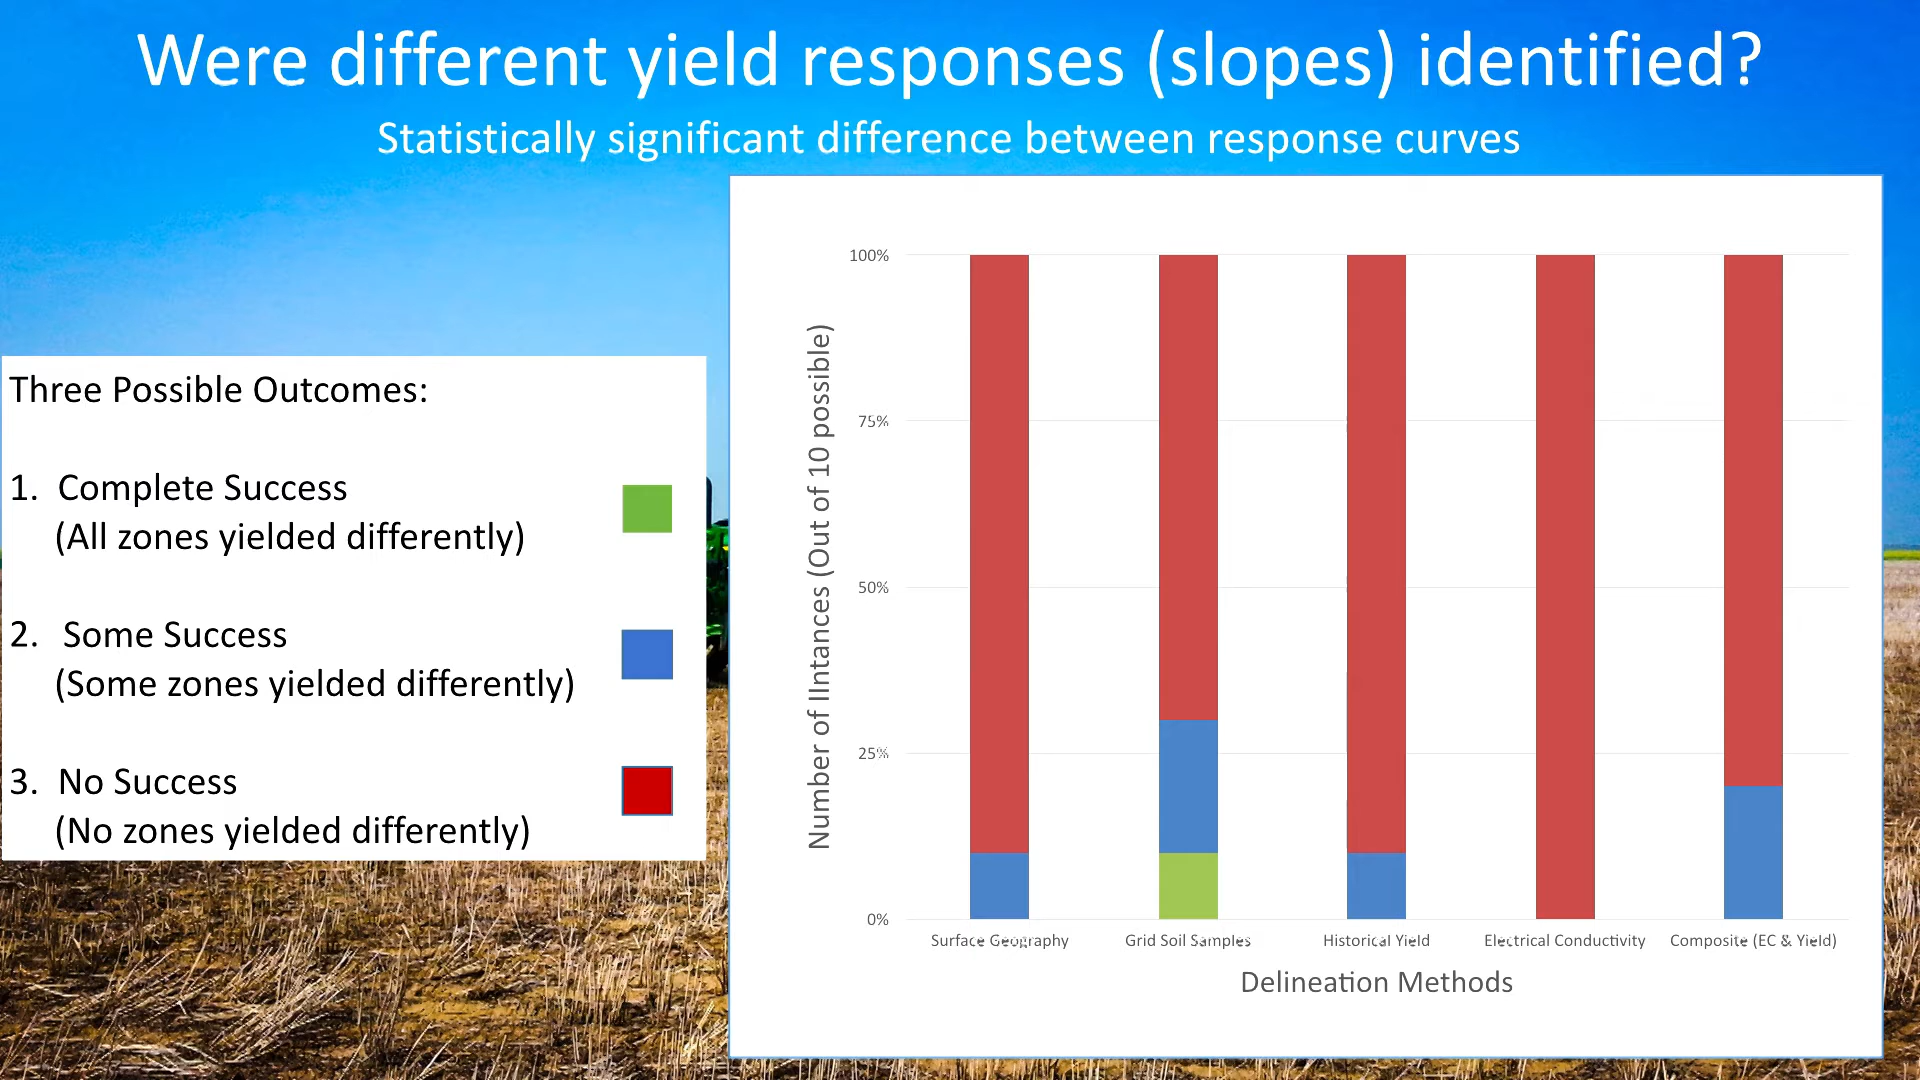 Were different yield responses (slopes) identified?
Statistically significant difference between response curves
Three Possible Outcomes:
1. Complete Success
(All zones yielded differently)
2. Some Success
(Some zones yielded differently)
3. No Success
(No zones yielded differently)
Number of IIntances (Out of 10 possible)
100%
75%
50%
25%
0%
Surface Geography
Grid Soil Samples
Historical Yield
Electrical Conductivity
Composite (EC & Yield)
Delineation Methods